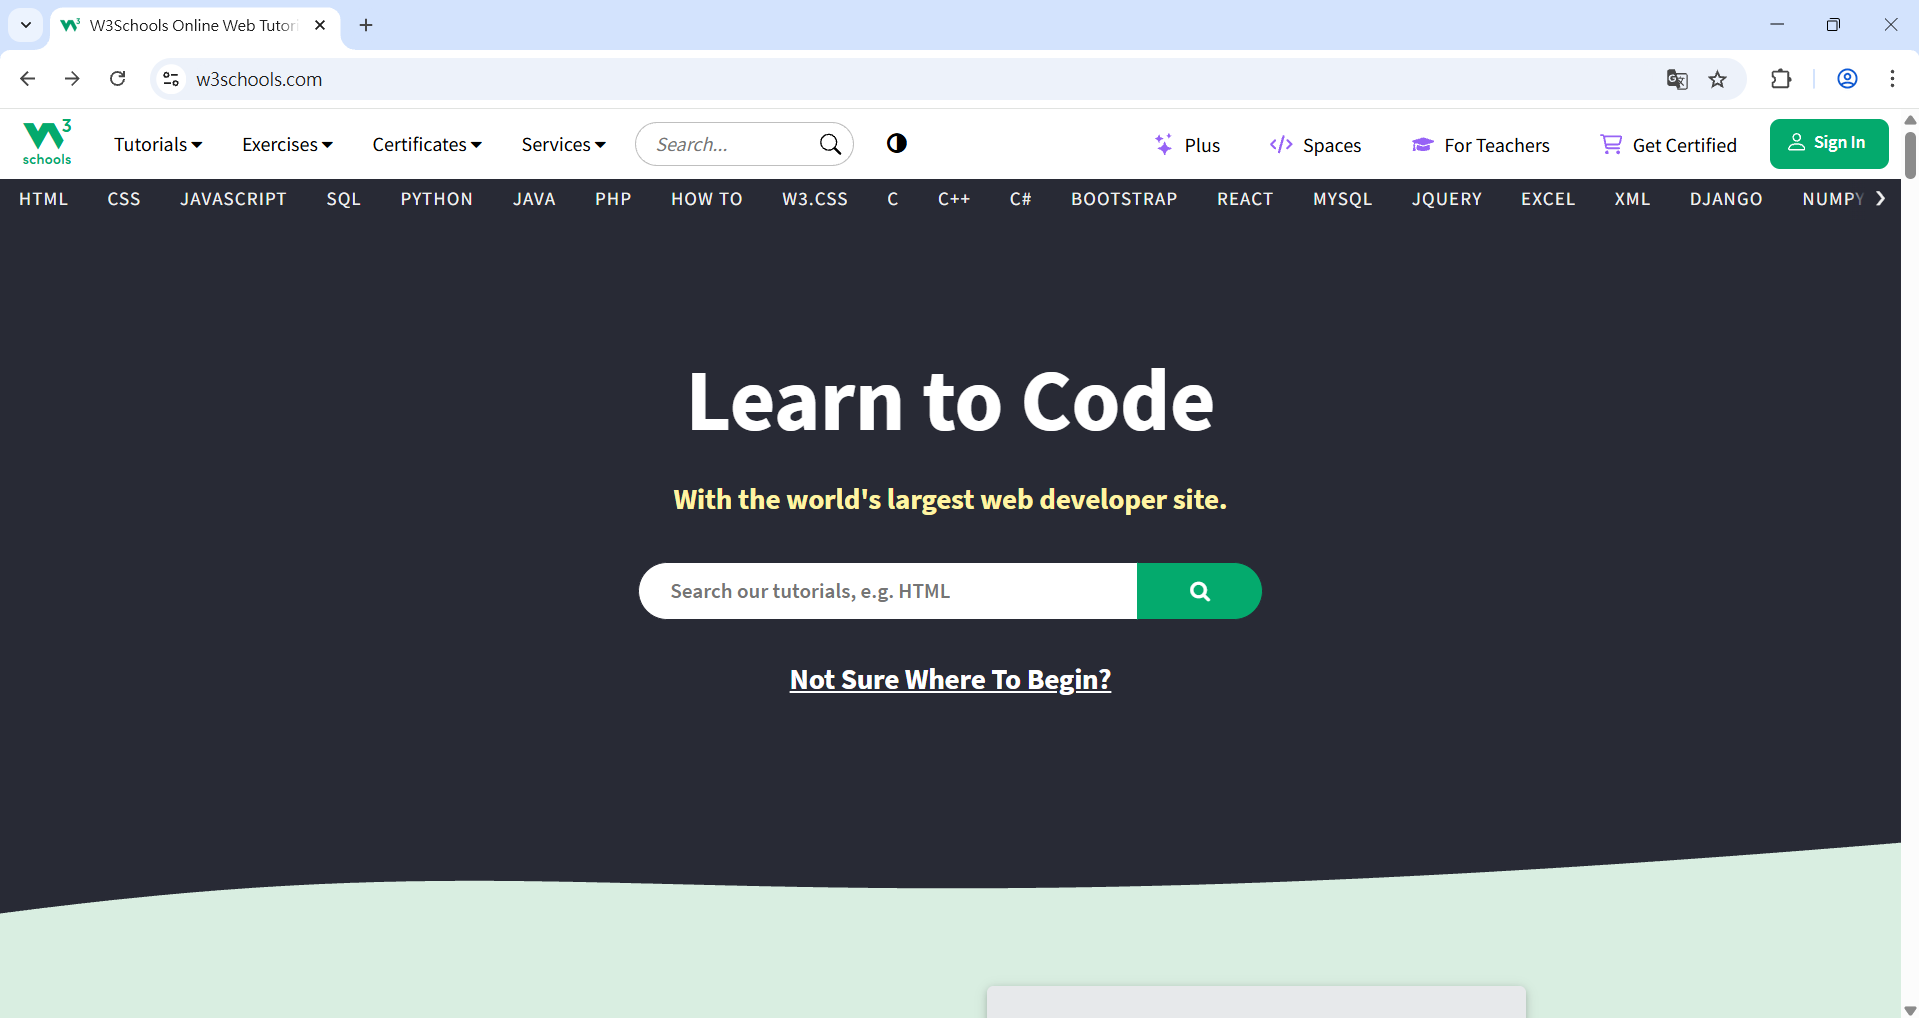 W3Schools Online Web Tutori
w3schools.com
W3
schools
Tutorials
Exercises
Certificates
Services
Search...
Plus
Spaces
For Teachers
Get Certified
Sign In
HTML CSS JAVASCRIPT SQL PYTHON JAVA PHP HOW TO W3.CSS C C++ C# BOOTSTRAP REACT MYSQL JQUERY EXCEL XML DJANGO NUMPY
Learn to Code
With the world's largest web developer site.
Search our tutorials, e.g. HTML
Not Sure Where To Begin?